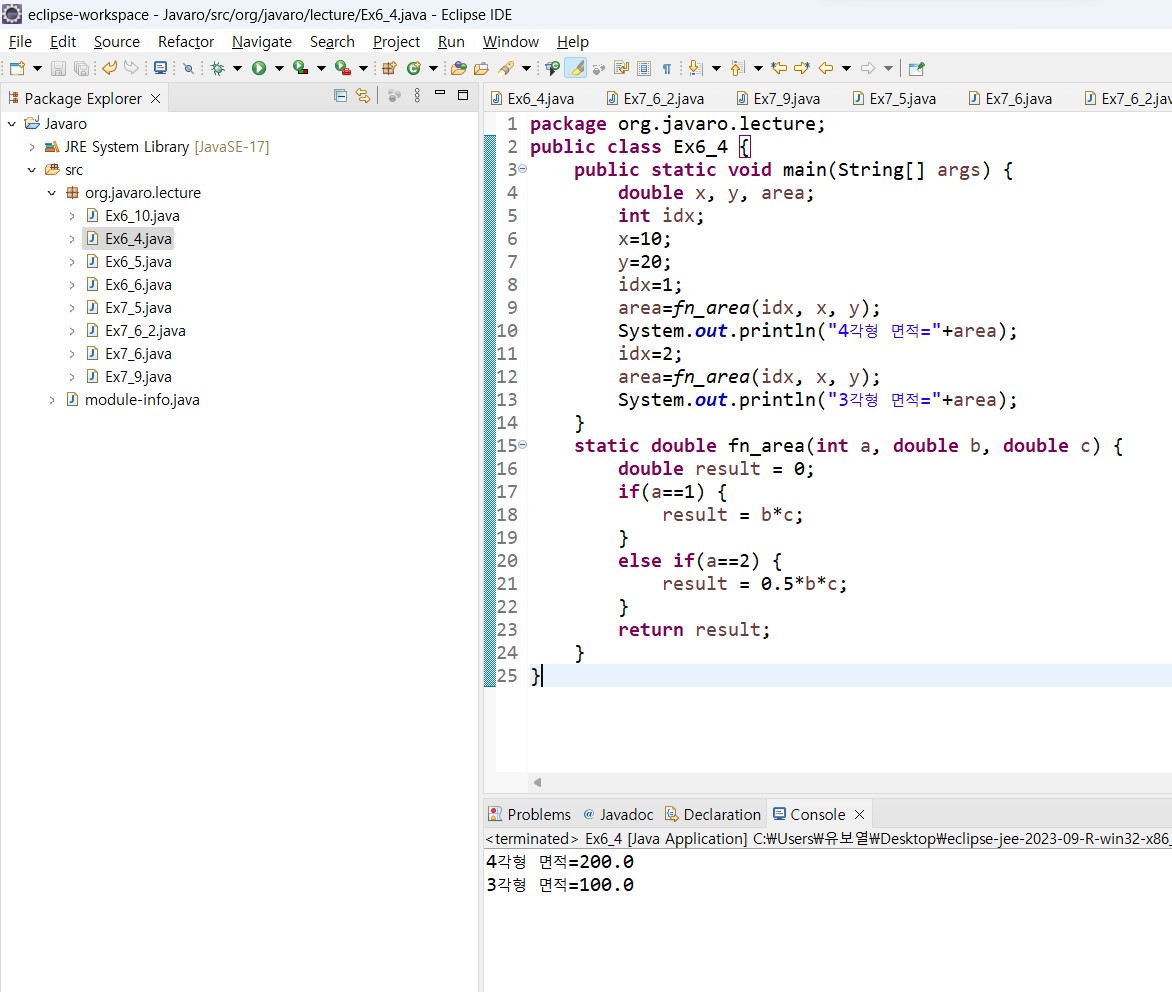 eclipse-workspace - Javaro/src/org/javaro/lecture/Ex6_4.java - Eclipse IDE
File Edit Source Refactor Navigate Search Project Run Window Help
Package Explorer
Javaro
JRE System Library [JavaSE-17]
src
org.javaro.lecture
Ex6_10.java
Ex6_4.java
Ex6_5.java
Ex6_6.java
Ex7_5.java
Ex7_6_2.java
Ex7_6.java
Ex7_9.java
module-info.java
Ex6_4.java Ex7_6_2.java Ex7_9.java Ex7_5.java Ex7_6.java Ex7_6_2.jav
1 package org.javaro.lecture;
2 public class Ex6_4 {
3 public static void main(String[] args) {
4 double x, y, area;
5 int idx;
6 x=10;
7 y=20;
8 idx=1;
9 area=fn_area(idx, x, y);
10 System.out.println("4각형 면적="+area);
11 idx=2;
12 area=fn_area(idx, x, y);
13 System.out.println("3각형 면적="+area);
14 }
15 static double fn_area(int a, double b, double c) {
16 double result = 0;
17 if(a==1) {
18 result = b*c;
19 }
20 else if(a==2) {
21 result = 0.5*b*c;
22 }
23 return result;
24 }
25 }
Problems @ Javadoc Declaration Console
<terminated> Ex6_4 [Java Application] C:₩Users₩유보열₩Desktop₩eclipse-jee-2023-09-R-win32-x86_
4각형 면적=200.0
3각형 면적=100.0